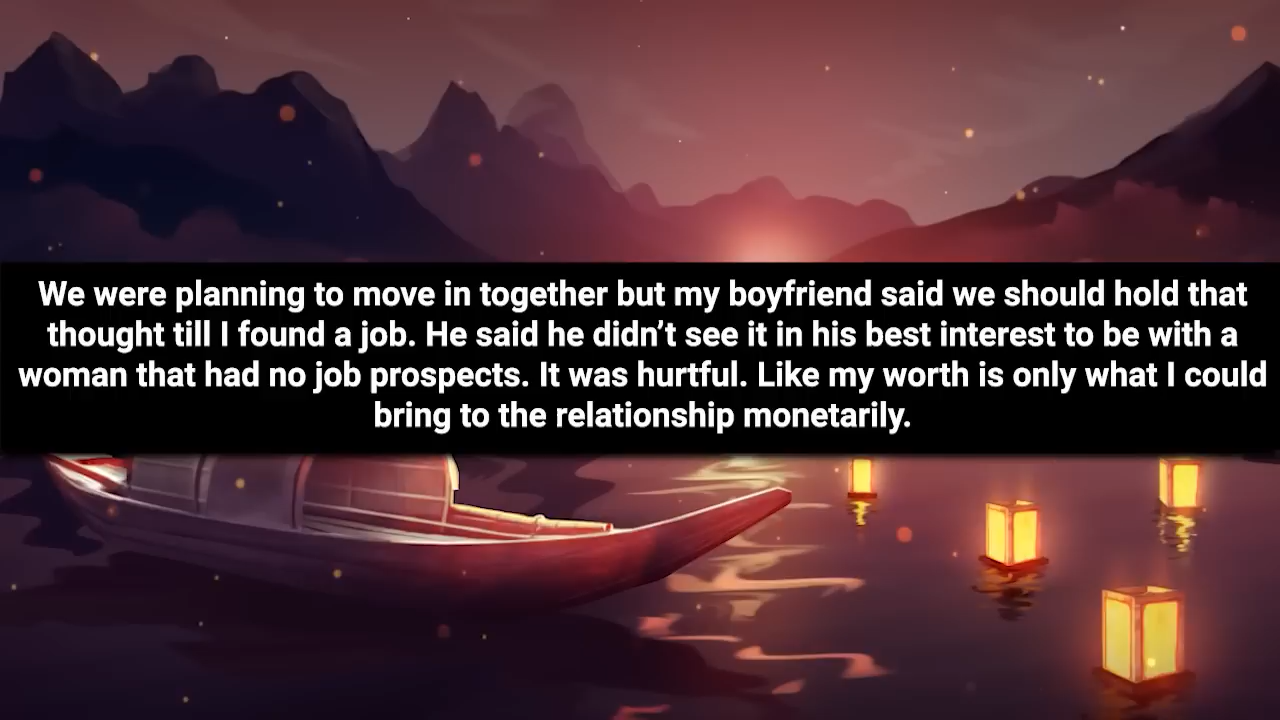 We were planning to move in together but my boyfriend said we should hold that
thought till I found a job. He said he didn’t see it in his best interest to be with a
woman that had no job prospects. It was hurtful. Like my worth is only what I could
bring to the relationship monetarily.